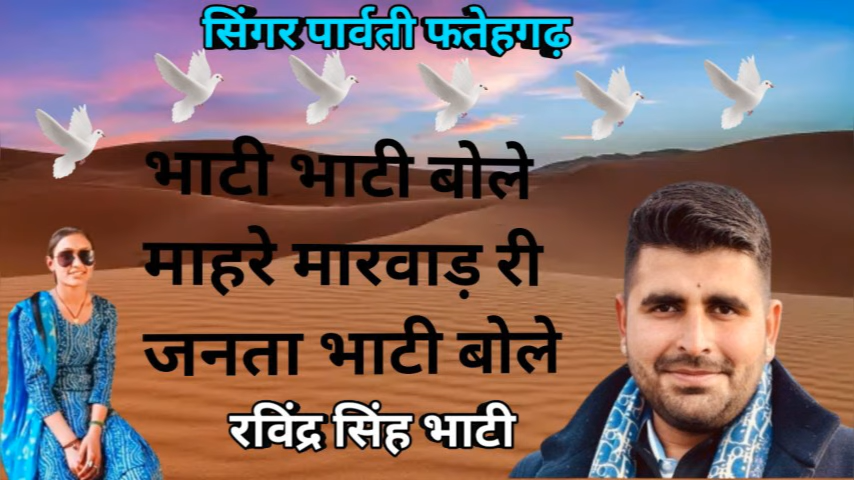 सिंगर पार्वती फतेहगढ़
भाटी भाटी बोले
माहरे मारवाड़ री
जनता भाटी बोले
रविंद्र सिंह भाटी